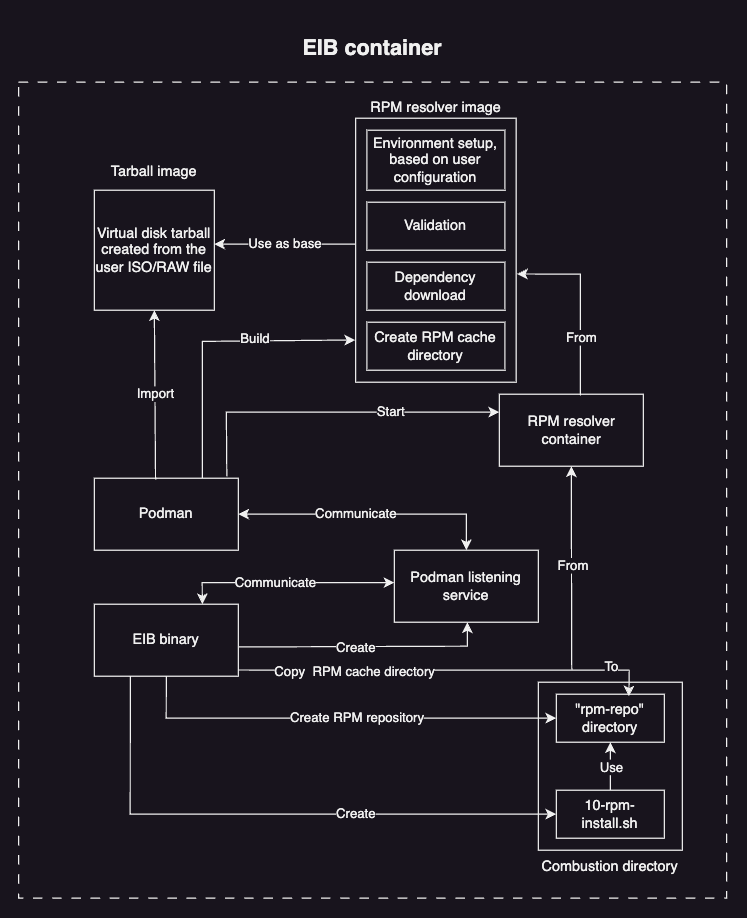 EIB container
RPM resolver image
Environment setup,
based on user
configuration
Tarball image
Validation
Virtual disk tarball
created from the
user ISO/RAW file
Use as base
Dependency
download
Build
From
Create RPM cache
directory
Import
Start
RPM resolver
container
Podman
Communicate
From
Podman listening
service
Communicate
EIB binary
Create
Copy  RPM cache directory
To
"rpm-repo"
directory
Create RPM repository
Use
10-rpm-
install.sh
Create
Combustion directory